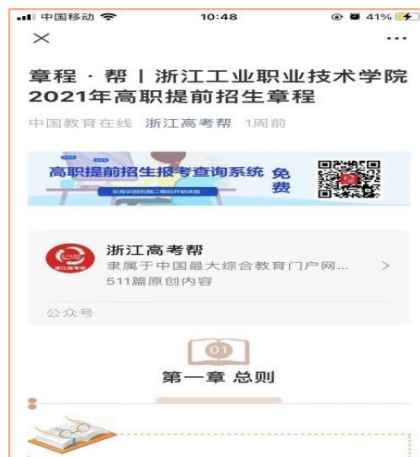 中国移动
10:48
41%
章程·帮丨浙江工业职业技术学院
2021年高职提前招生章程
中国教育在线 浙江高考帮 1周前
高职提前招生报考查询系统 免费
浙江高考帮
浙江高考帮
隶属于中国最大综合教育门户网...
511篇原创内容
公众号
01
第一章 总则